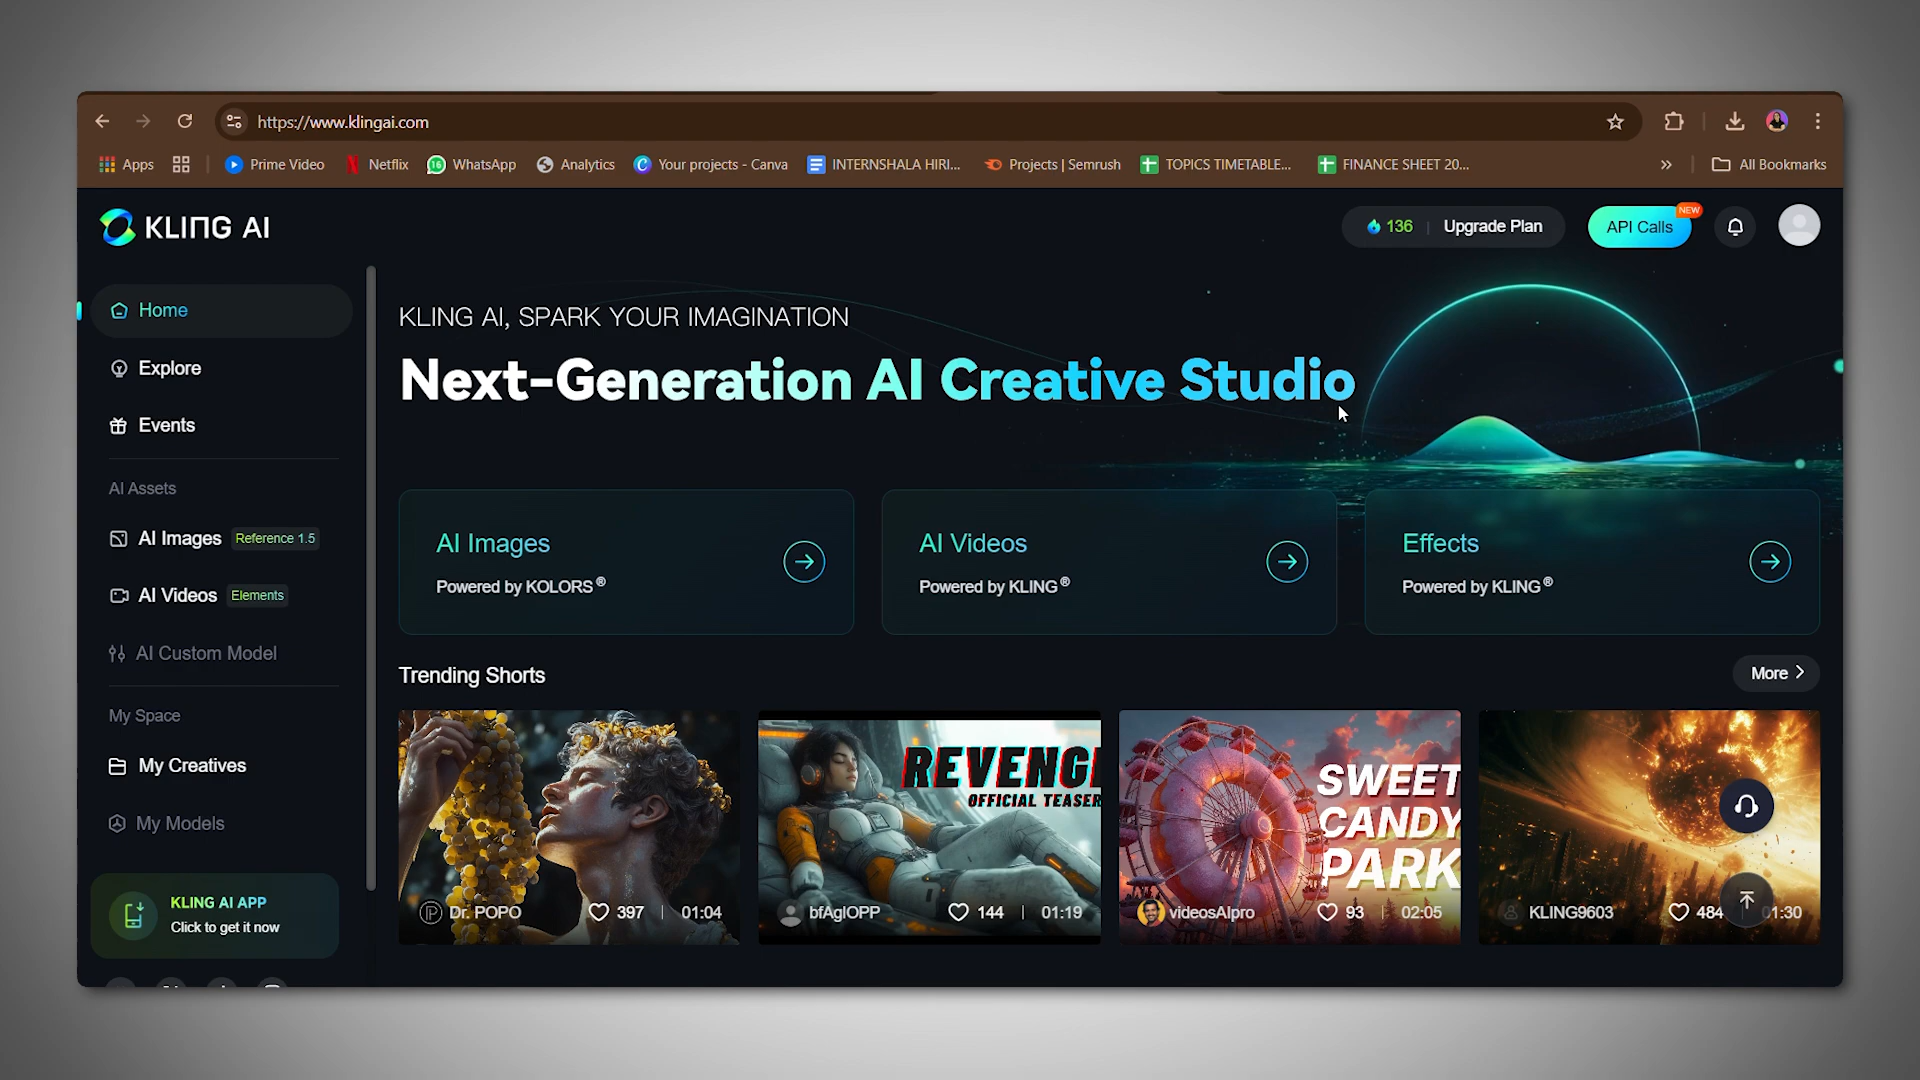 https://www.klingai.com
Apps
Prime Video
Netflix
16
WhatsApp
Analytics
Your projects - Canva
INTERNSHALA HIRI...
Projects | Semrush
TOPICS TIMETABLE...
FINANCE SHEET 20...
All Bookmarks
KLING AI
136
Upgrade Plan
API Calls
NEW
Home
Explore
Events
AI Assets
AI Images
Reference 1.5
AI Videos
Elements
AI Custom Model
My Space
My Creatives
My Models
KLING AI APP
Click to get it now
KLING AI, SPARK YOUR IMAGINATION
Next-Generation AI Creative Studio
AI Images
Powered by KOLORS®
AI Videos
Powered by KLING®
Effects
Powered by KLING®
Trending Shorts
More
Dr. POPO
397
01:04
REVENG
OFFICIAL TEASER
bfAgIOPP
144
01:19
SWEET
CANDY
PARK
videosAIpro
93
02:05
KLING9603
484
01:30